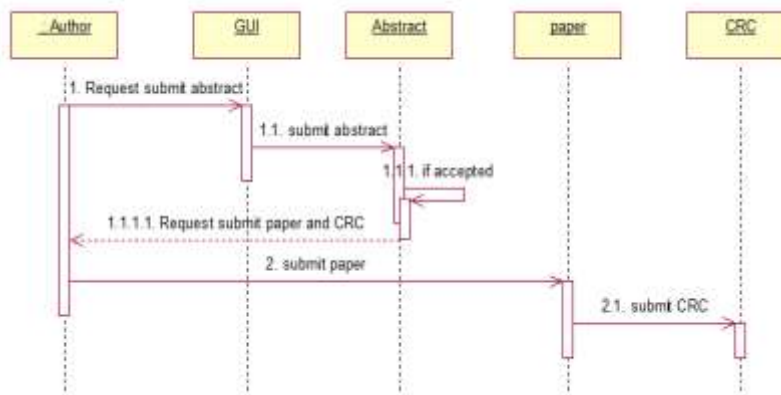 _Author
GUI
Abstract
paper
CRC
1. Request submit abstract
1.1. submit abstract
1.1.1. if accepted
1.1.1.1. Request submit paper and CRC
2. submit paper
2.1. submit CRC